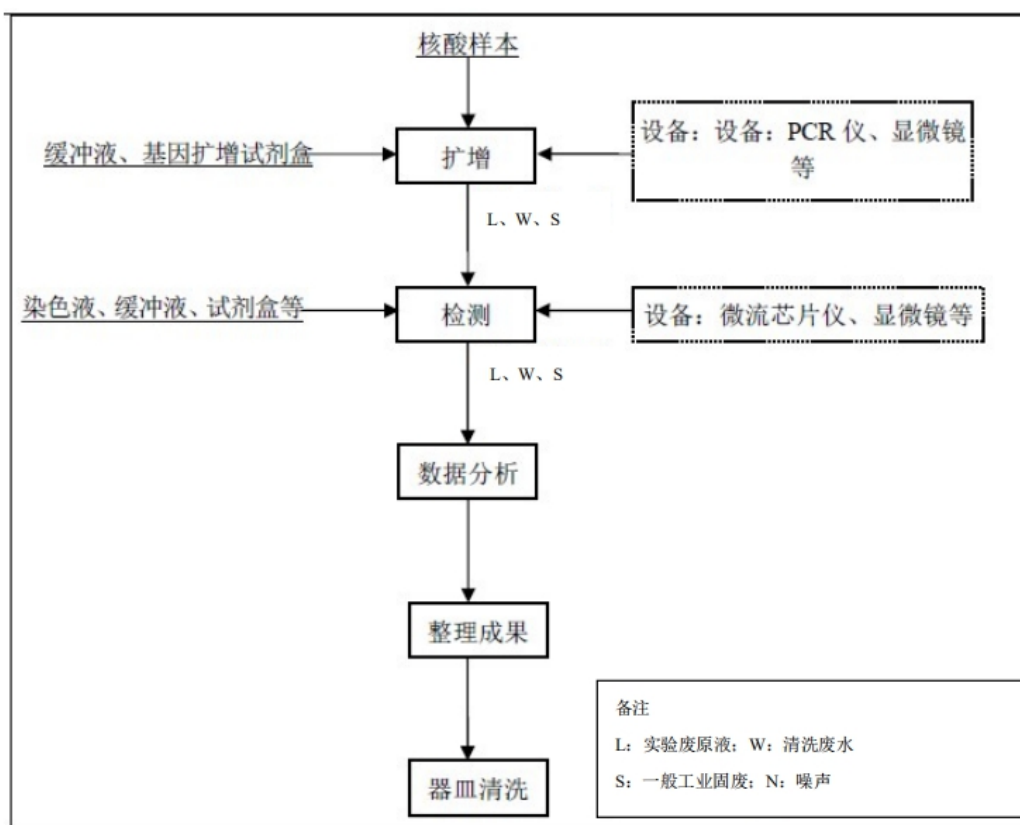 核酸样本
缓冲液、基因扩增试剂盒
扩增
设备：设备：PCR 仪、显微镜
等
L、W、S
染色液、缓冲液、试剂盒等
检测
设备：微流芯片仪、显微镜等
L、W、S
数据分析
整理成果
器皿清洗
备注
L：实验废原液；W：清洗废水
S：一般工业固废；N：噪声